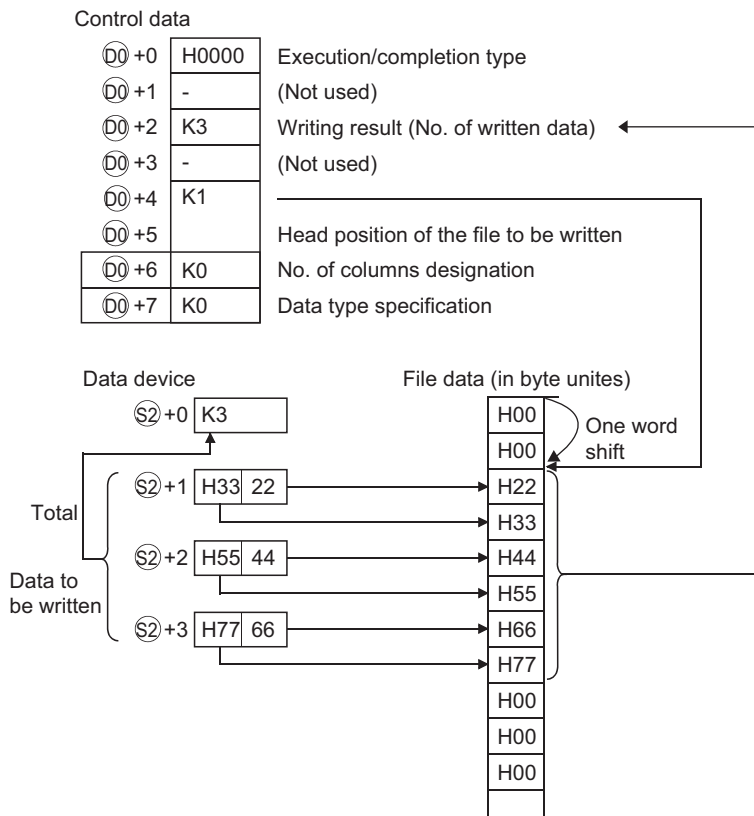 Control data
D0 +0 H0000 Execution/completion type
D0 +1 - (Not used)
D0 +2 K3 Writing result (No. of written data)
D0 +3 - (Not used)
D0 +4 K1
D0 +5 Head position of the file to be written
D0 +6 K0 No. of columns designation
D0 +7 K0 Data type specification
Data device
File data (in byte unites)
S2 +0 K3
H00
One word
shift
H00
S2 +1 H33 22
H22
Total
H33
S2 +2 H55 44
H44
Data to
be written
H55
S2 +3 H77 66
H66
H77
H00
H00
H00